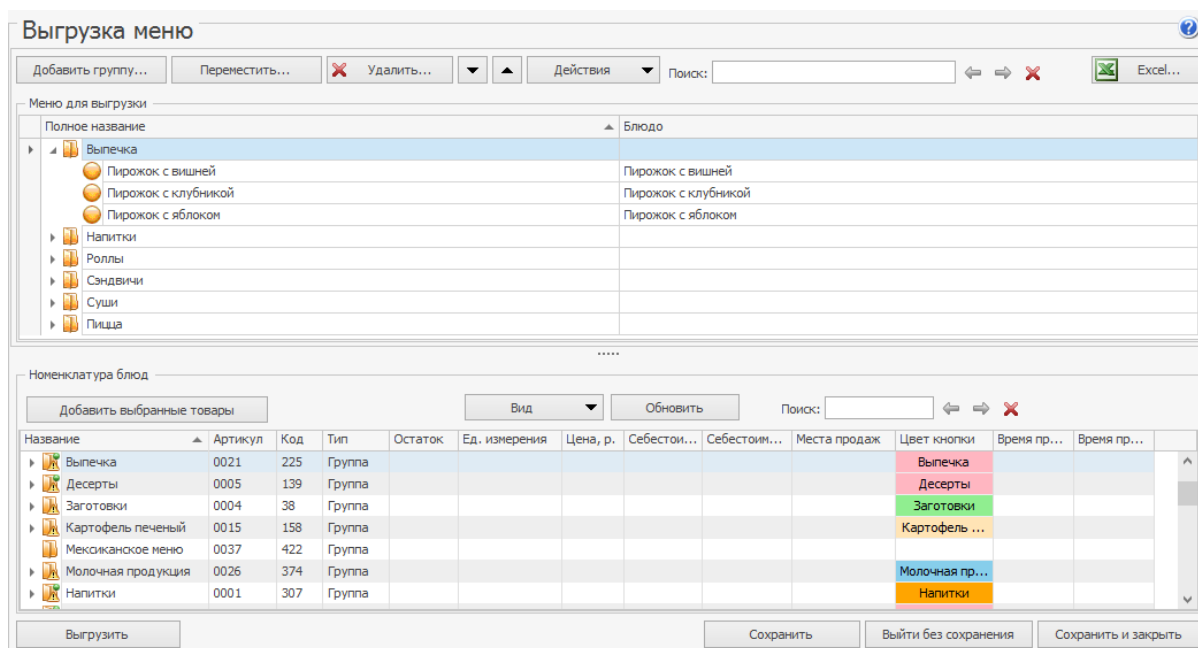 Выгрузка меню
Добавить группу... Переместить... Удалить... Действия Поиск: Excel...
Меню для выгрузки
Полное название Блюдо
Выпечка
Пирожок с вишней Пирожок с вишней
Пирожок с клубникой Пирожок с клубникой
Пирожок с яблоком Пирожок с яблоком
Напитки
Роллы
Сэндвичи
Суши
Пицца
Номенклатура блюд
Добавить выбранные товары Вид Обновить Поиск:
Название Артикул Код Тип Остаток Ед. измерения Цена, р. Себестои... Себестоим... Места продаж Цвет кнопки Время пр... Время пр...
Выпечка 0021 225 Группа Выпечка
Десерты 0005 139 Группа Десерты
Заготовки 0004 38 Группа Заготовки
Картофель печеный 0015 158 Группа Картофель ...
Мексиканское меню 0037 422 Группа
Молочная продукция 0026 374 Группа Молочная пр...
Напитки 0001 307 Группа Напитки
Выгрузить Сохранить Выйти без сохранения Сохранить и закрыть